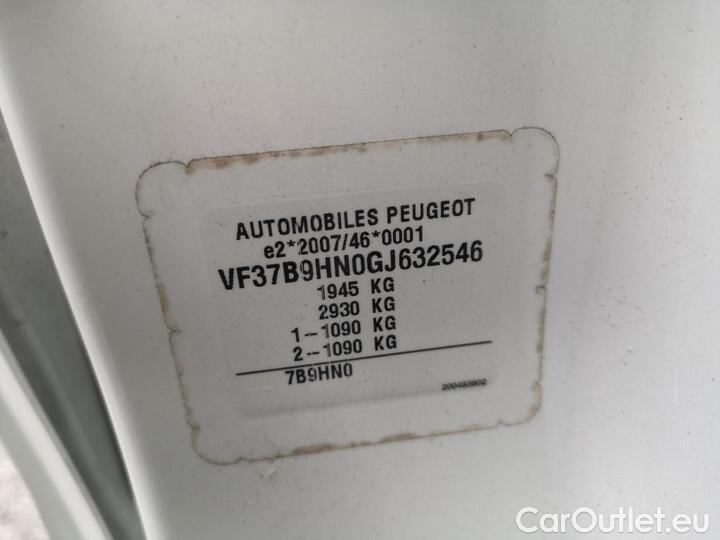 AUTOMOBILES PEUGEOT
e2*2007/46*0001
VF37B9HN0GJ632546
1945 KG
2930 KG
1--1090 KG
2--1090 KG
7B9HN0
200493802
CarOutlet.eu